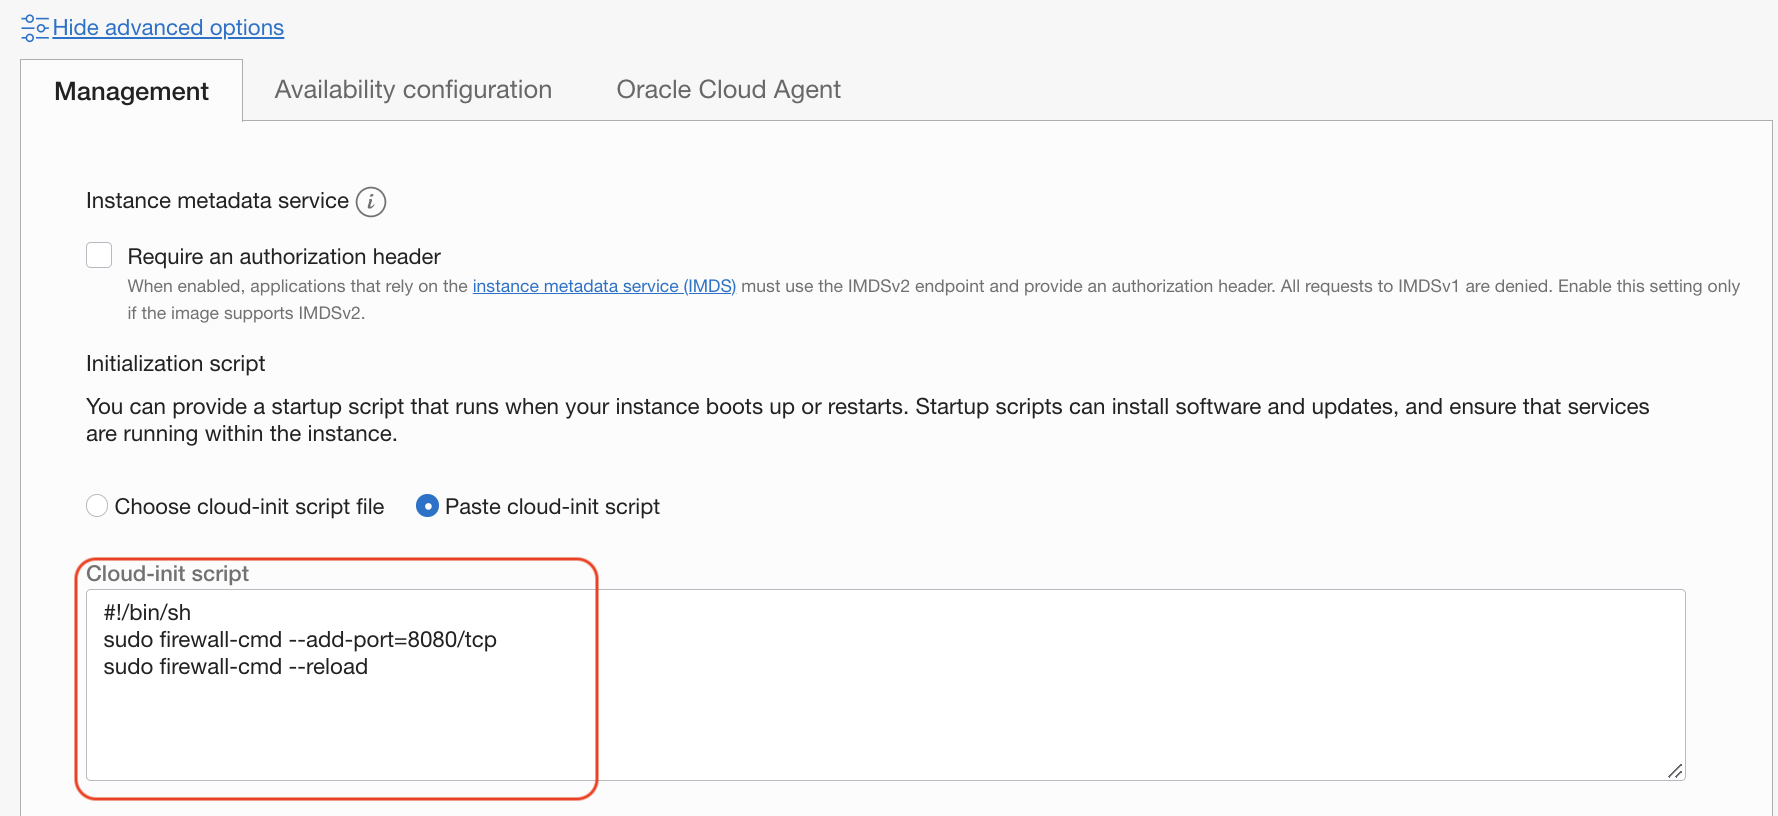 Hide advanced options
Management Availability configuration Oracle Cloud Agent
Instance metadata service i
Require an authorization header
When enabled, applications that rely on the instance metadata service (IMDS) must use the IMDSv2 endpoint and provide an authorization header. All requests to IMDSv1 are denied. Enable this setting only
if the image supports IMDSv2.
Initialization script
You can provide a startup script that runs when your instance boots up or restarts. Startup scripts can install software and updates, and ensure that services
are running within the instance.
Choose cloud-init script file Paste cloud-init script
Cloud-init script
#!/bin/sh
sudo firewall-cmd --add-port=8080/tcp
sudo firewall-cmd --reload